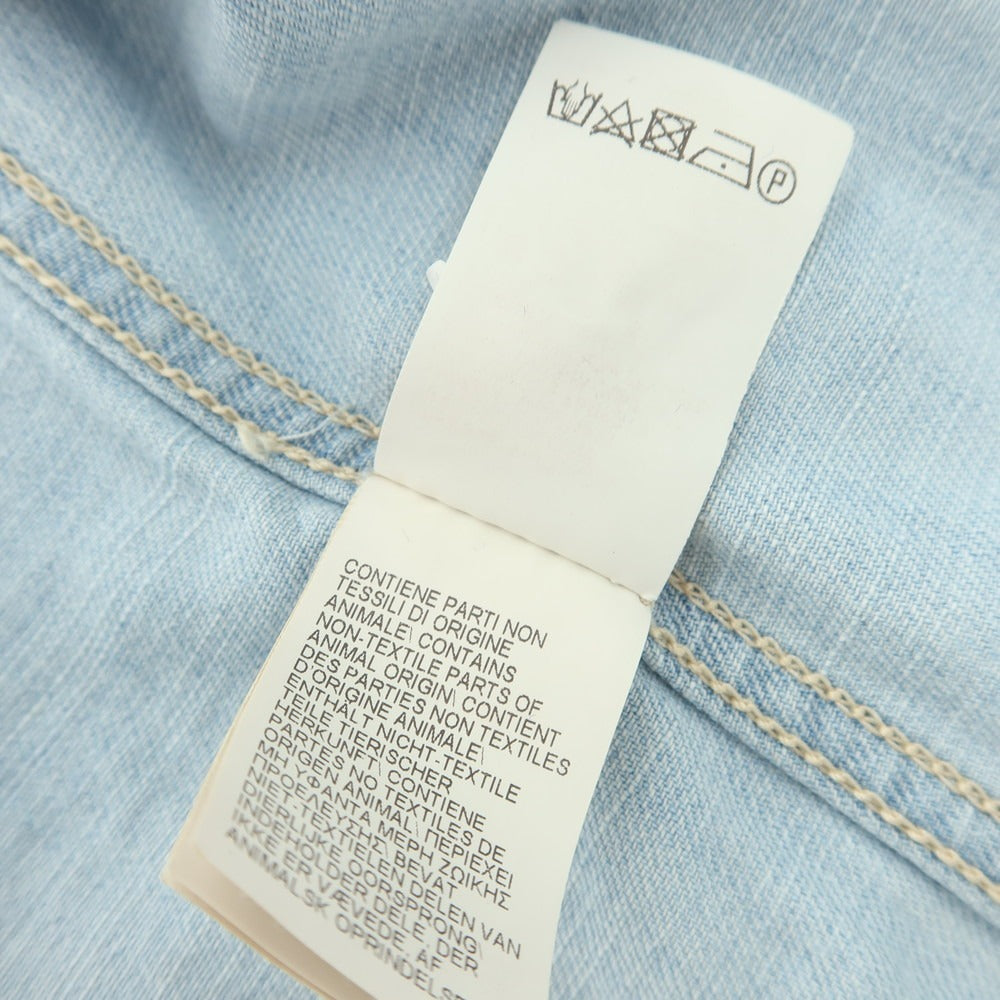 P
CONTIENE PARTI NON
TESSILI DI ORIGINE
ANIMALE\ CONTAINS
NON-TEXTILE PARTS OF
ANIMAL ORIGIN\ CONTIENT
DES PARTIES NON TEXTILES
D'ORIGINE ANIMALE\
ENTHÄLT NICHT-TEXTILE
TEILE TIERISCHER
HERKUNFT\ CONTIENE
PARTES NO TEXTILES DE
ORIGEN ANIMAL\ ΠΕΡΙΕΧΕΙ
ΜΗ ΥΦΑΝΤΑ ΜΕΡΗ ΖΩΙΚΗΣ
ΠΡΟΕΛΕΥΣΗΣ\ BEVAT
NIET-TEXTIELEN DELEN VAN
DIERLIJKE OORSPRONG\
INDEHOLDER DELE, DER
IKKE ER VÆVEDE, AF
ANIMALSK OPRINDELSE